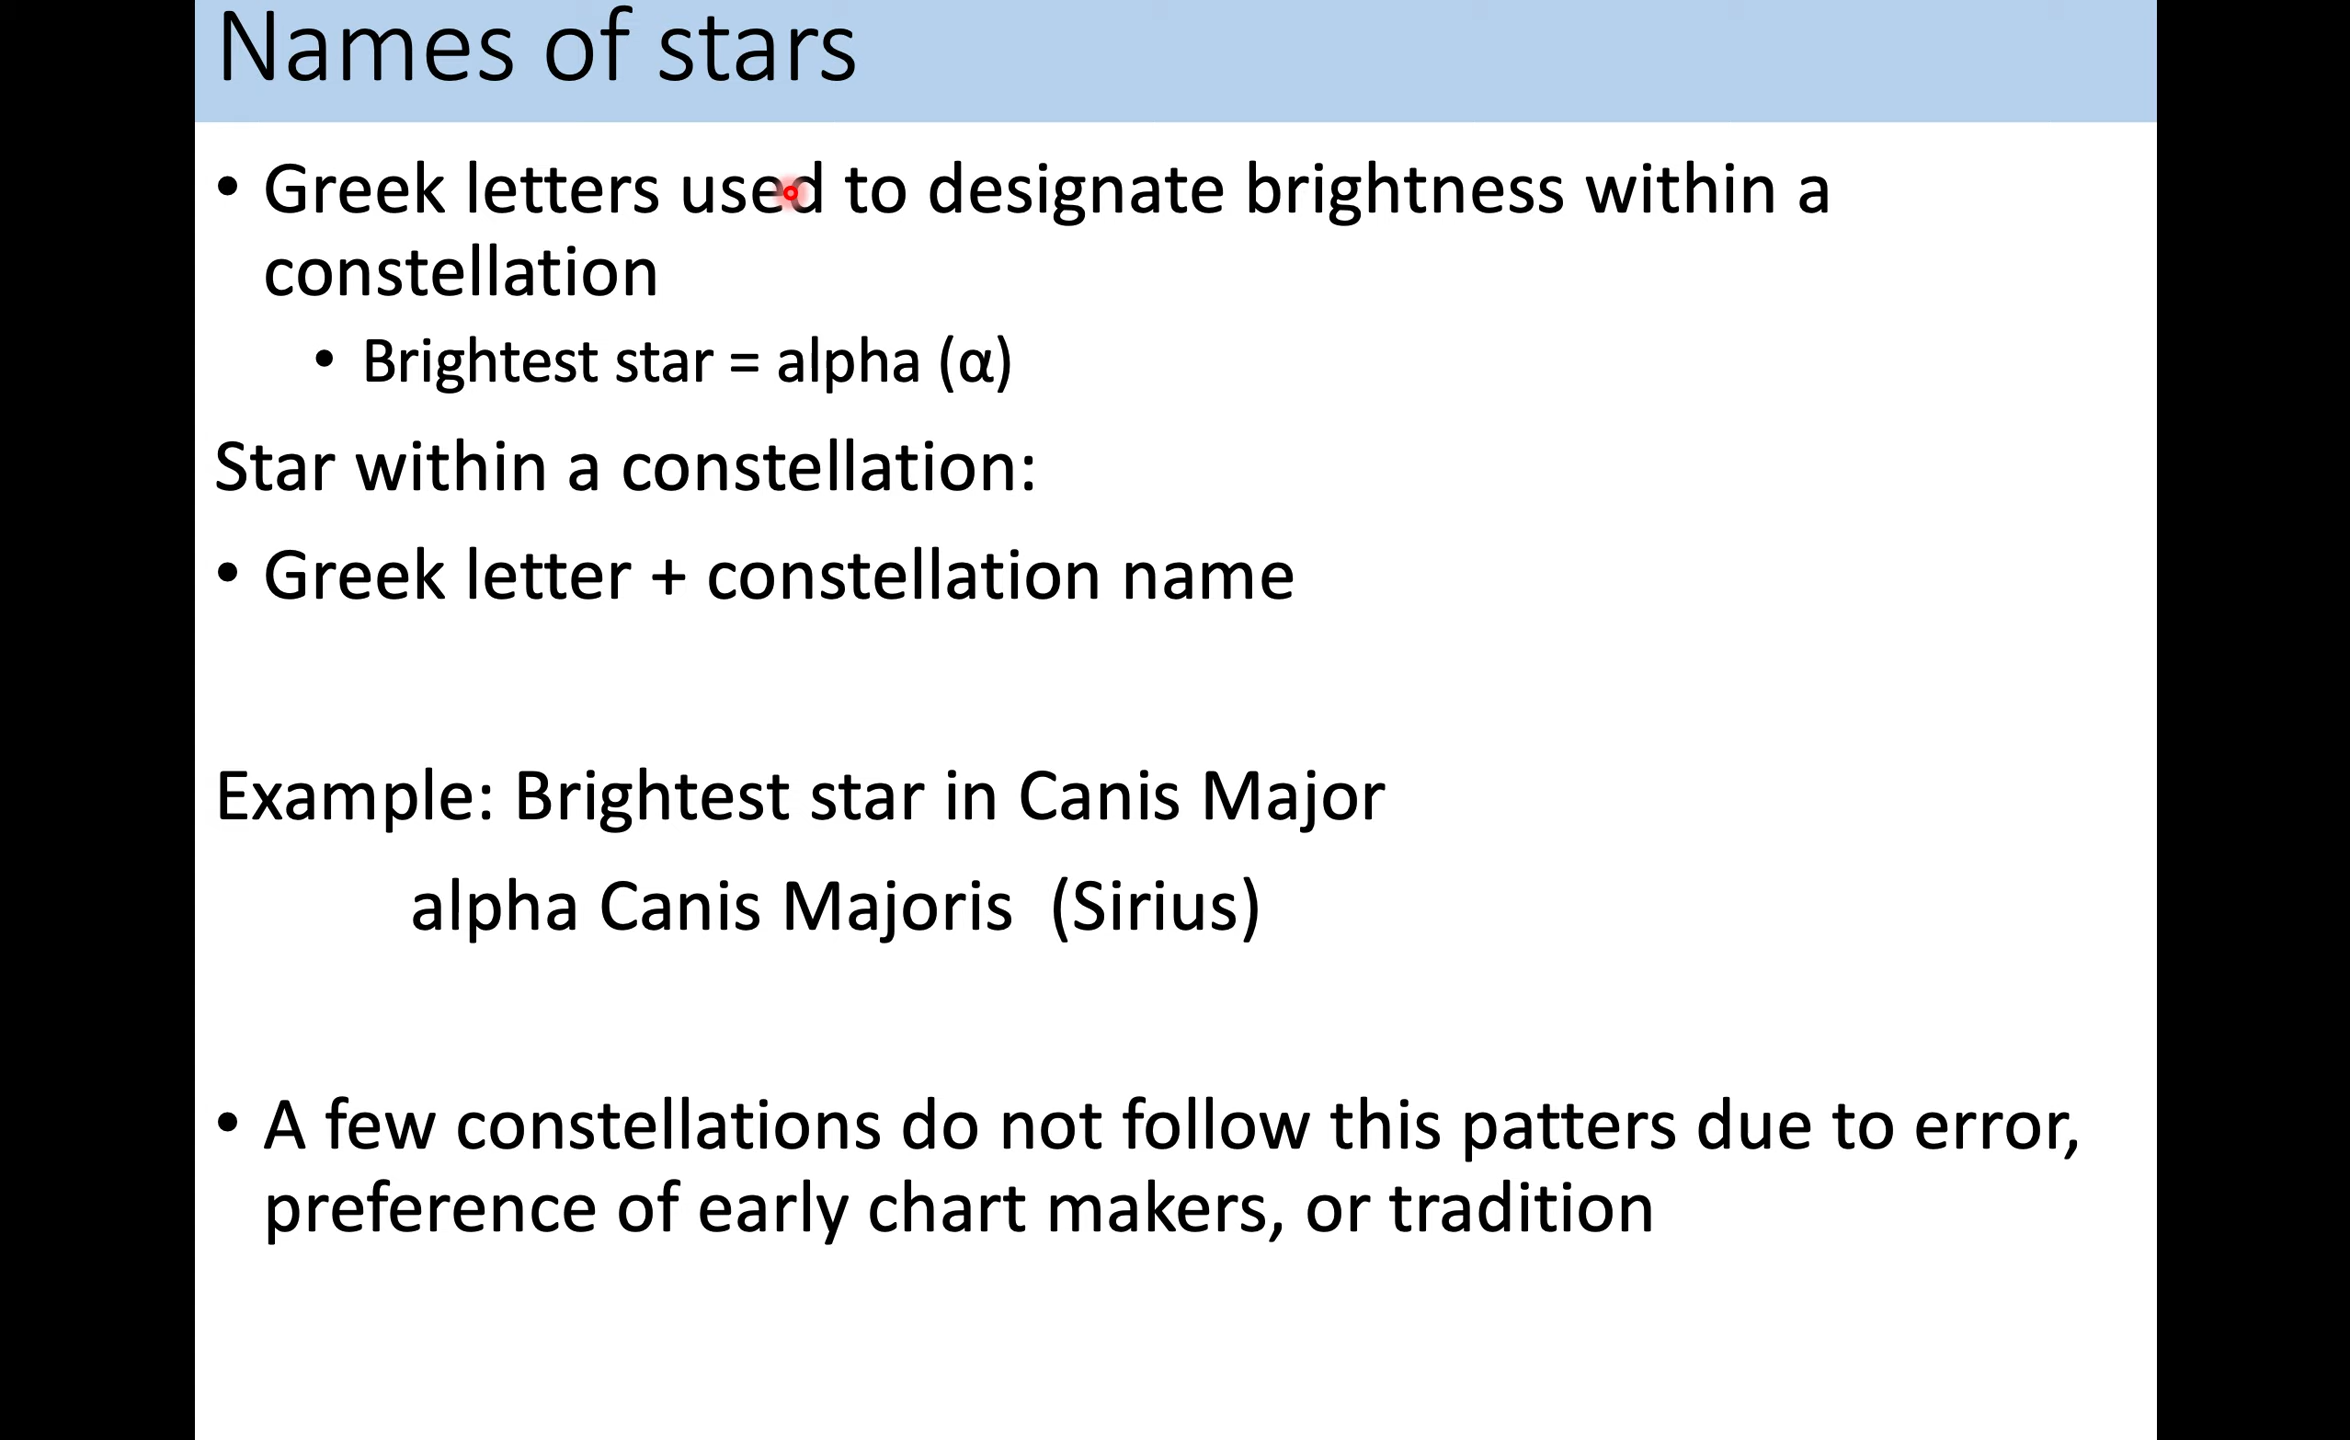 Names of stars
• Greek letters used to designate brightness within a
constellation
• Brightest star = alpha (α)
Star within a constellation:
• Greek letter + constellation name
Example: Brightest star in Canis Major
alpha Canis Majoris (Sirius)
• A few constellations do not follow this patters due to error,
preference of early chart makers, or tradition